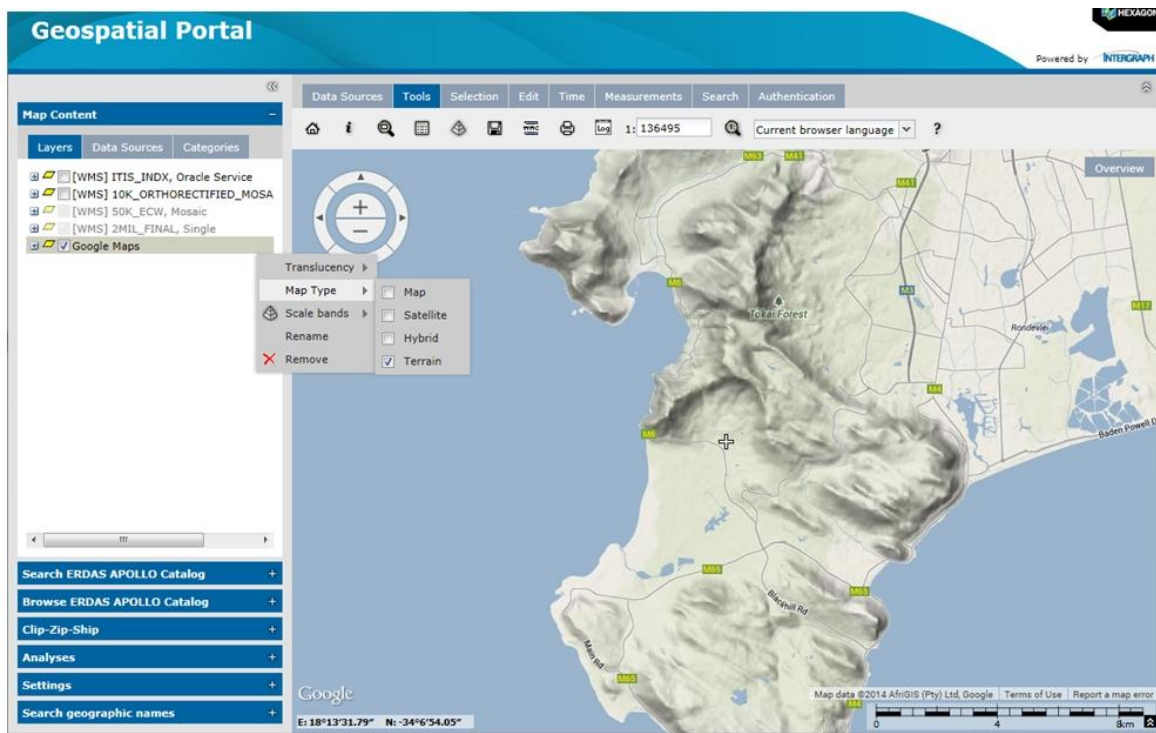 Geospatial Portal
HEXAGON
Powered by INTERGRAPH
Data Sources Tools Selection Edit Time Measurements Search Authentication
Map Content
Layers Data Sources Categories
[WMS] ITIS_INDX, Oracle Service
[WMS] 10K_ORTHORECTIFIED_MOSA
[WMS] 50K_ECW, Mosaic
[WMS] 2MIL_FINAL, Single
Google Maps
Search ERDAS APOLLO Catalog
Browse ERDAS APOLLO Catalog
Clip-Zip-Ship
Analyses
Settings
Search geographic names
WMC Log 1: 136495 Current browser language ?
Overview
Translucency
Map Type
Scale bands
Rename
Remove
Map
Satellite
Hybrid
Terrain
M63 M41
M41
M6
M3
M17
Tokai Forest
Rondevlei
M4
M6
Baden Powell D
M65
M65
Blackhill Rd
Main Rd
M65
M4
Google
Map data ©2014 AfriGIS (Pty) Ltd, Google Terms of Use Report a map error
0 4 8km
E: 18°13'31.79" N: -34°6'54.05"